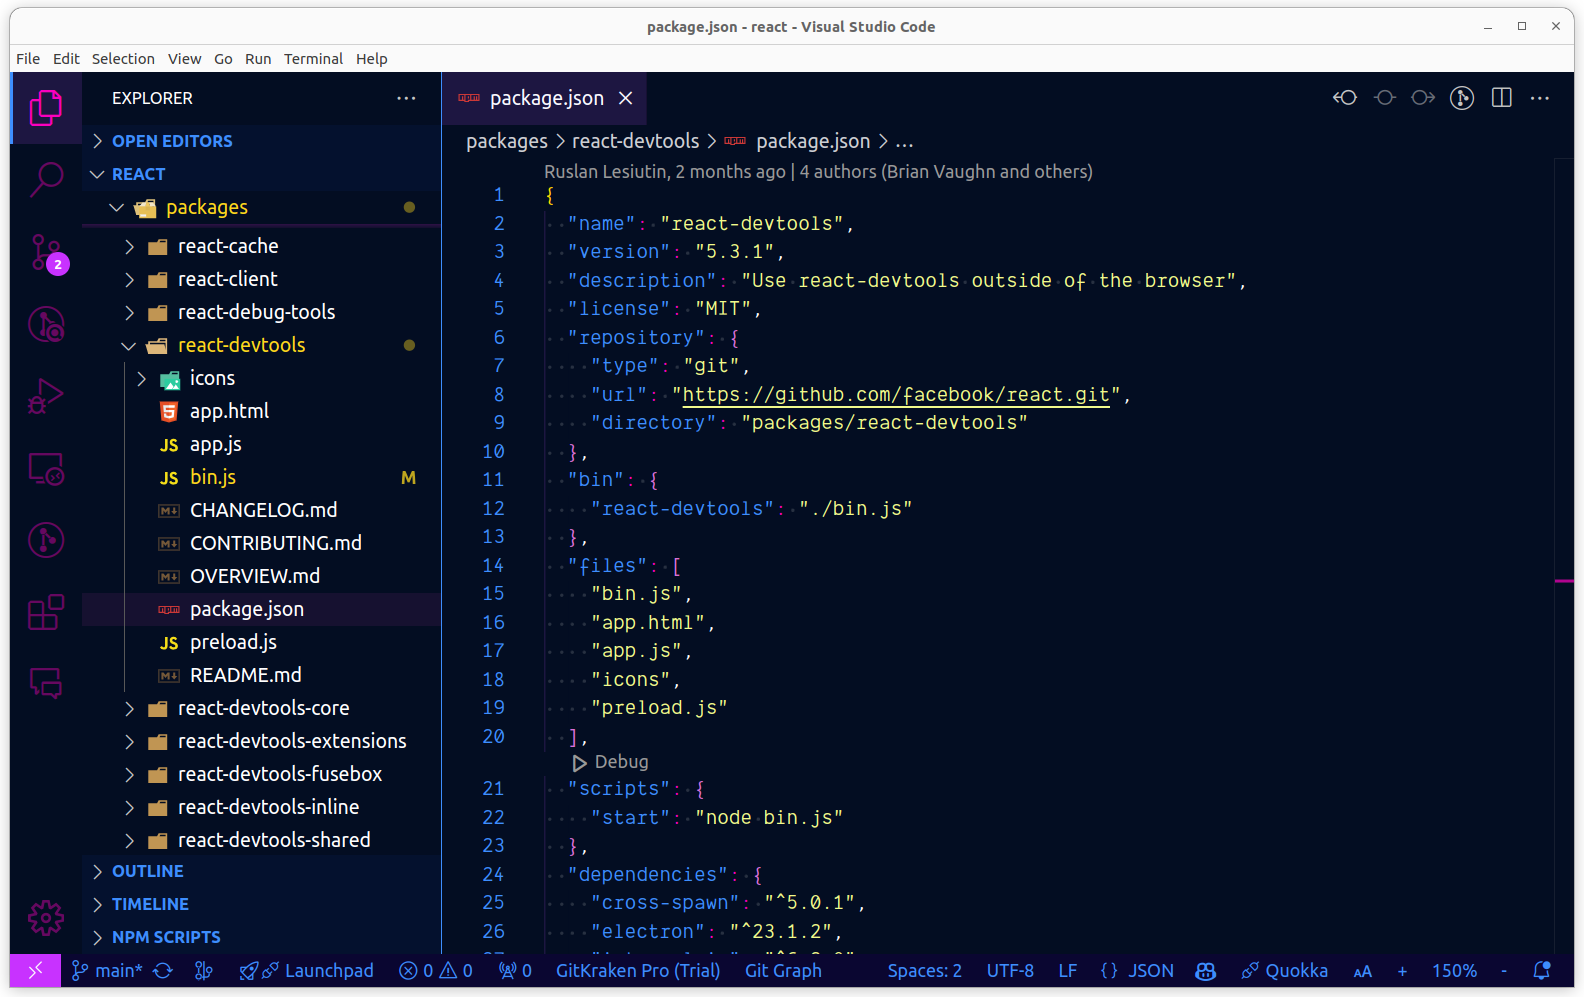 package.json - react - Visual Studio Code
File Edit Selection View Go Run Terminal Help
EXPLORER
OPEN EDITORS
REACT
packages
react-cache
react-client
react-debug-tools
react-devtools
icons
app.html
JS app.js
JS bin.js M
CHANGELOG.md
CONTRIBUTING.md
OVERVIEW.md
package.json
JS preload.js
README.md
react-devtools-core
react-devtools-extensions
react-devtools-fusebox
react-devtools-inline
react-devtools-shared
OUTLINE
TIMELINE
NPM SCRIPTS
2
package.json
packages > react-devtools > package.json > ...
Ruslan Lesiutin, 2 months ago | 4 authors (Brian Vaughn and others)
1 {
2 "name": "react-devtools",
3 "version": "5.3.1",
4 "description": "Use react-devtools outside of the browser",
5 "license": "MIT",
6 "repository": {
7 "type": "git",
8 "url": "https://github.com/facebook/react.git",
9 "directory": "packages/react-devtools"
10 },
11 "bin": {
12 "react-devtools": "./bin.js"
13 },
14 "files": [
15 "bin.js",
16 "app.html",
17 "app.js",
18 "icons",
19 "preload.js"
20 ],
Debug
21 "scripts": {
22 "start": "node bin.js"
23 },
24 "dependencies": {
25 "cross-spawn": "^5.0.1",
26 "electron": "^23.1.2",
main* Launchpad 0 0 0 GitKraken Pro (Trial) Git Graph Spaces: 2 UTF-8 LF {} JSON Quokka AA + 150% -